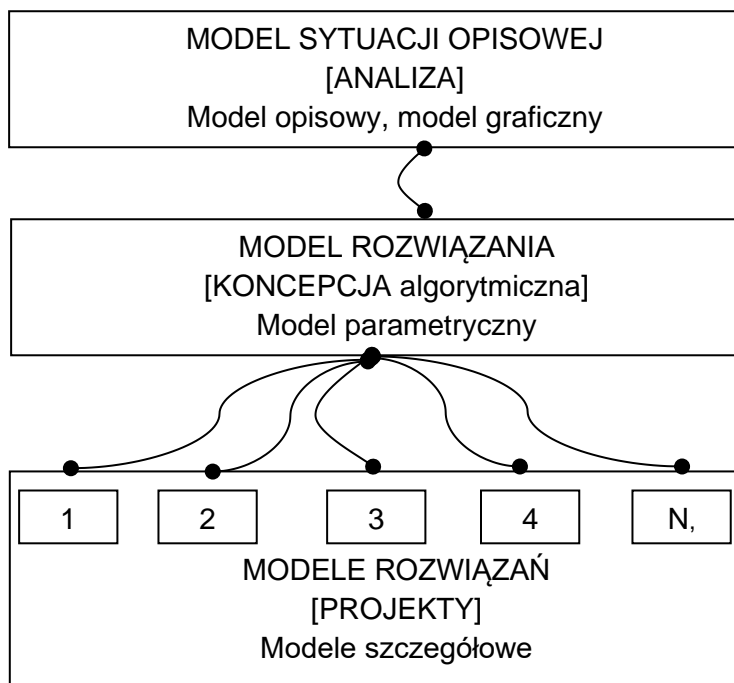 MODEL SYTUACJI OPISOWEJ
[ANALIZA]
Model opisowy, model graficzny
MODEL ROZWIĄZANIA
[KONCEPCJA algorytmiczna]
Model parametryczny
1 2 3 4 N,
MODELE ROZWIĄZAŃ
[PROJEKTY]
Modele szczegółowe